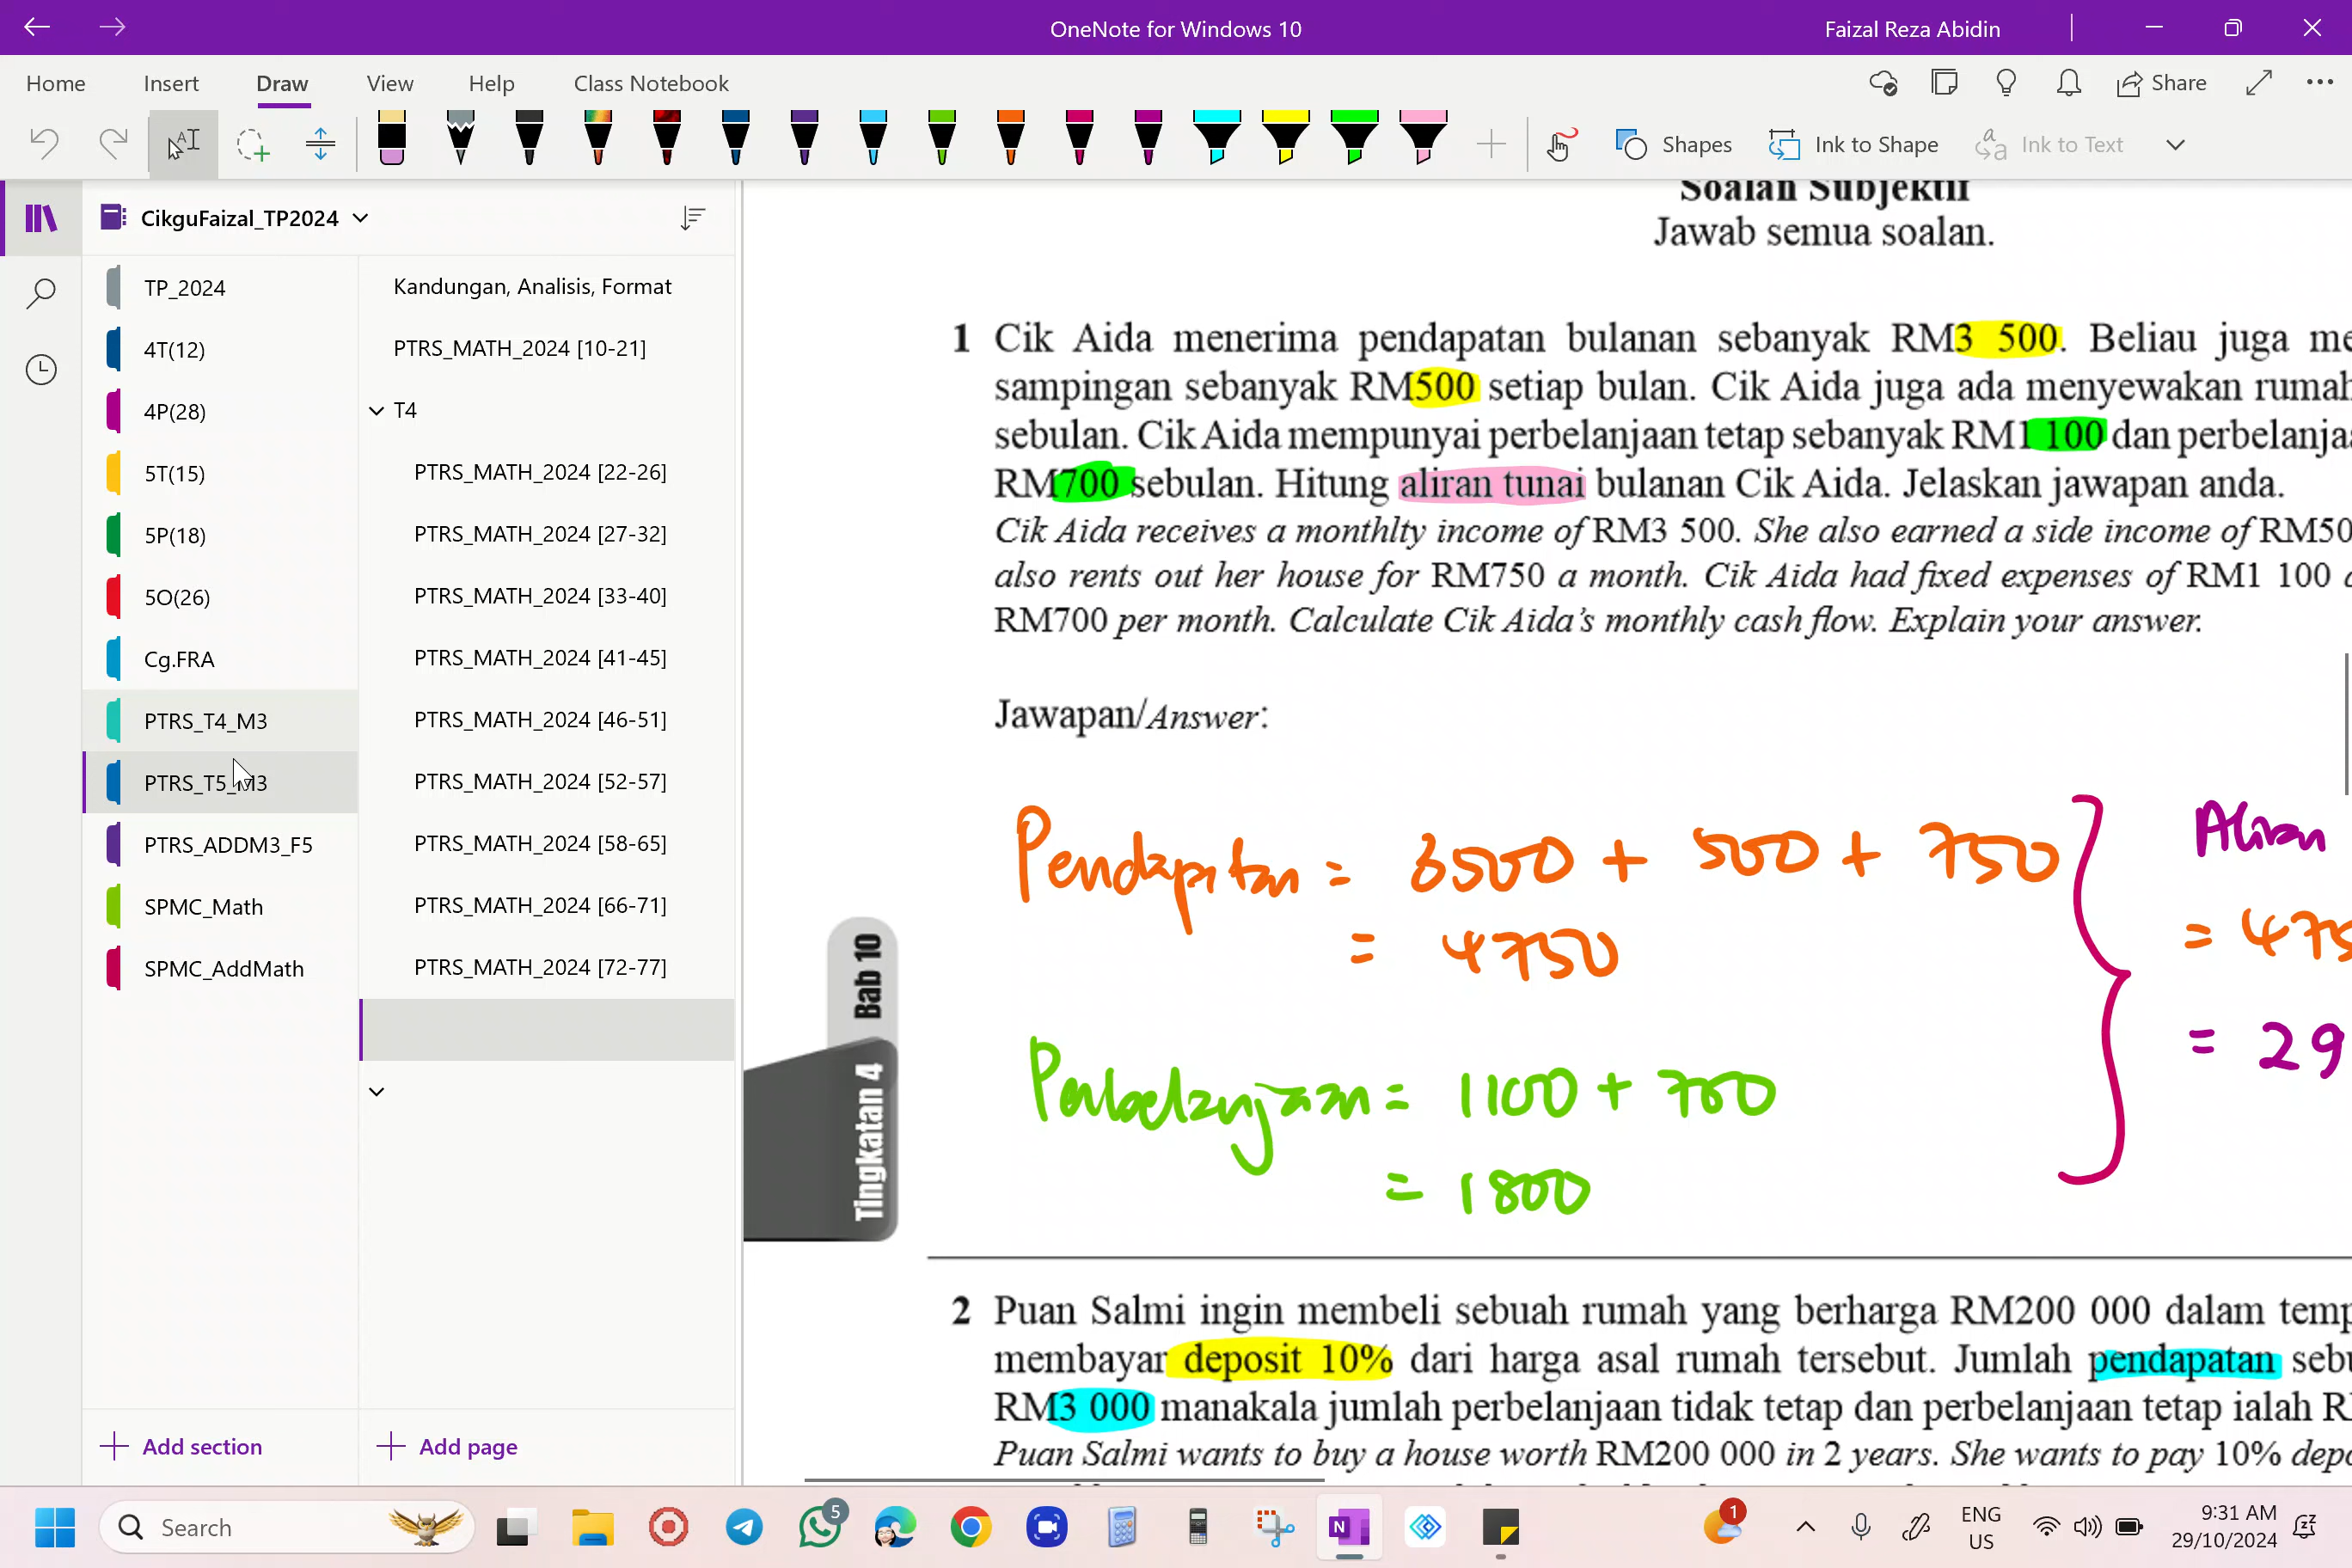 OneNote for Windows 10
Faizal Reza Abidin
Home Insert Draw View Help Class Notebook
Share
Shapes
Ink to Shape
Ink to Text
CikguFaizal_TP2024
TP_2024
4T(12)
4P(28)
5T(15)
5P(18)
5O(26)
Cg.FRA
PTRS_T4_M3
PTRS_T5_M3
PTRS_ADDM3_F5
SPMC_Math
SPMC_AddMath
Add section
Kandungan, Analisis, Format
PTRS_MATH_2024 [10-21]
T4
PTRS_MATH_2024 [22-26]
PTRS_MATH_2024 [27-32]
PTRS_MATH_2024 [33-40]
PTRS_MATH_2024 [41-45]
PTRS_MATH_2024 [46-51]
PTRS_MATH_2024 [52-57]
PTRS_MATH_2024 [58-65]
PTRS_MATH_2024 [66-71]
PTRS_MATH_2024 [72-77]
Add page
Soalan Subjektif
Jawab semua soalan.
1 Cik Aida menerima pendapatan bulanan sebanyak RM3 500. Beliau juga me
sampingan sebanyak RM500 setiap bulan. Cik Aida juga ada menyewakan rumah
sebulan. Cik Aida mempunyai perbelanjaan tetap sebanyak RM1 100 dan perbelanja
RM700 sebulan. Hitung aliran tunai bulanan Cik Aida. Jelaskan jawapan anda.
Cik Aida receives a monthlty income of RM3 500. She also earned a side income of RM50
also rents out her house for RM750 a month. Cik Aida had fixed expenses of RM1 100
RM700 per month. Calculate Cik Aida's monthly cash flow. Explain your answer.
Jawapan/Answer:
Pendapatan = 3500 + 500 + 750
= 4750
Perbelanjaan = 1100 + 700
= 1800
Aliran
= 475
= 29
Bab 10
Tingkatan 4
2 Puan Salmi ingin membeli sebuah rumah yang berharga RM200 000 dalam temp
membayar deposit 10% dari harga asal rumah tersebut. Jumlah pendapatan sebu
RM3 000 manakala jumlah perbelanjaan tidak tetap dan perbelanjaan tetap ialah R
Puan Salmi wants to buy a house worth RM200 000 in 2 years. She wants to pay 10% depo
Search
5
1
ENG
US
9:31 AM
29/10/2024